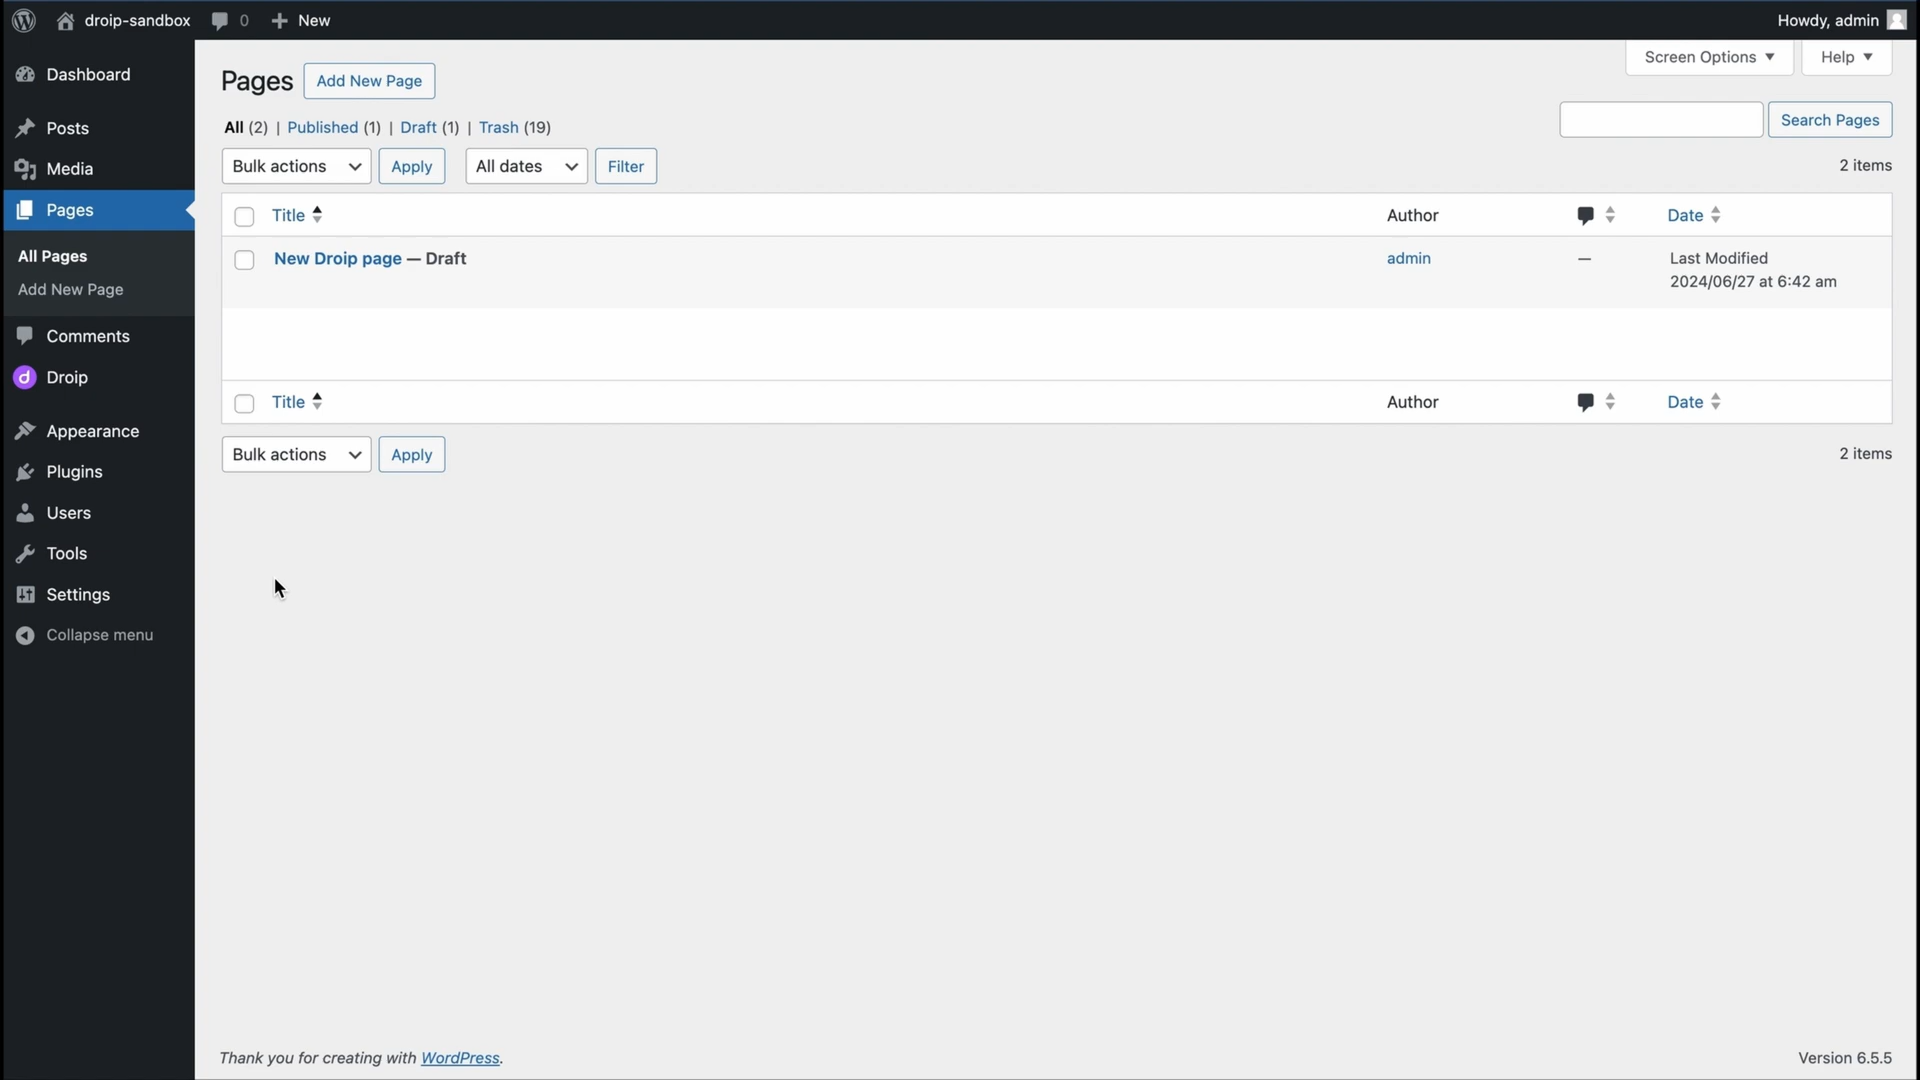 droip-sandbox 0 New Howdy, admin
Dashboard
Posts
Media
Pages
All Pages
Add New Page
Comments
Droip
Appearance
Plugins
Users
Tools
Settings
Collapse menu
Screen Options Help
Pages Add New Page
Search Pages
All (2) | Published (1) | Draft (1) | Trash (19)
Bulk actions Apply All dates Filter 2 items
Title Author Date
New Droip page — Draft admin — Last Modified
2024/06/27 at 6:42 am
Title Author Date
Bulk actions Apply 2 items
Thank you for creating with WordPress. Version 6.5.5